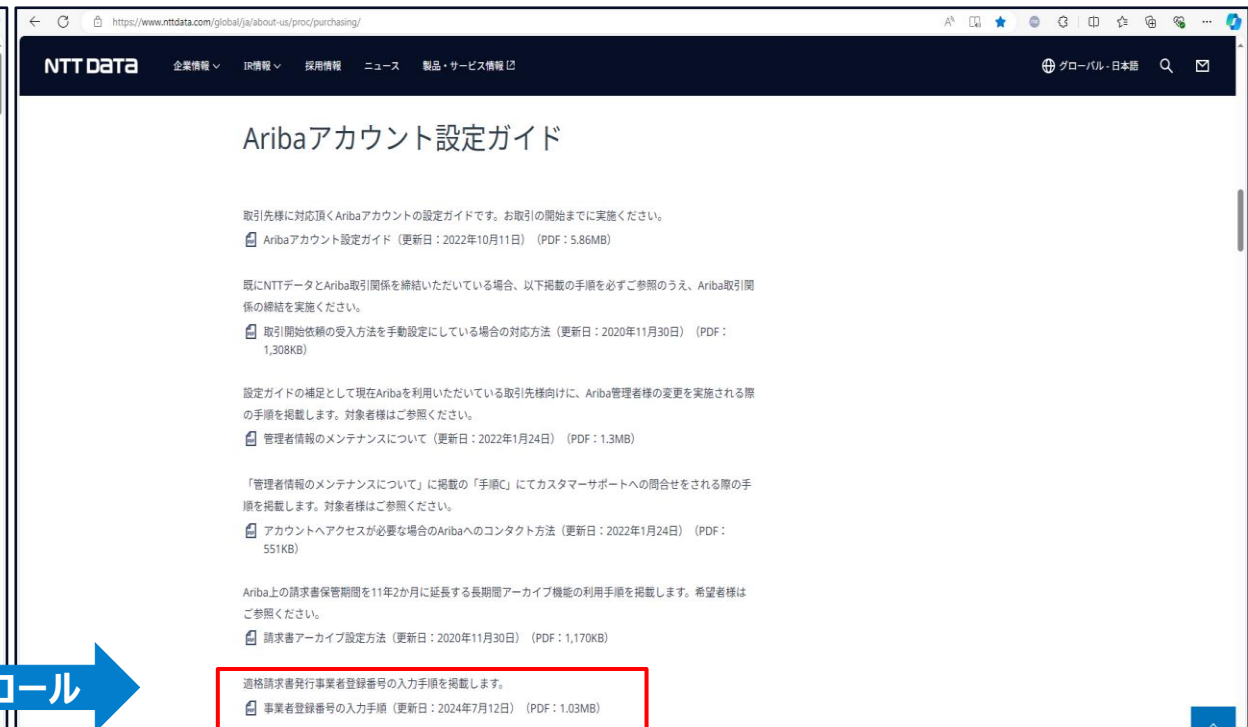 https://www.nttdata.com/global/ja/about-us/proc/purchasing/
NTT DATA 企業情報 IR情報 採用情報 ニュース 製品・サービス情報 グローバル - 日本語
Aribaアカウント設定ガイド
取引先様に対応頂くAribaアカウントの設定ガイドです。お取引の開始までに実施ください。
Aribaアカウント設定ガイド（更新日：2022年10月11日）（PDF：5.86MB）
既にNTTデータとAriba取引関係を締結いただいている場合、以下掲載の手順を必ずご参照のうえ、Ariba取引関
係の締結を実施ください。
取引開始依頼の受入方法を手動設定にしている場合の対応方法（更新日：2020年11月30日）（PDF：
1,308KB）
設定ガイドの補足として現在Aribaを利用いただいている取引先様向けに、Ariba管理者様の変更を実施される際
の手順を掲載します。対象者様はご参照ください。
管理者情報のメンテナンスについて（更新日：2022年1月24日）（PDF：1.3MB）
「管理者情報のメンテナンスについて」に掲載の「手順C」にてカスタマーサポートへの問合せをされる際の手
順を掲載します。対象者様はご参照ください。
アカウントへアクセスが必要な場合のAribaへのコンタクト方法（更新日：2022年1月24日）（PDF：
551KB）
Ariba上の請求書保管期間を11年2か月に延長する長期間アーカイブ機能の利用手順を掲載します。希望者様は
ご参照ください。
請求書アーカイブ設定方法（更新日：2020年11月30日）（PDF：1,170KB）
適格請求書発行事業者登録番号の入力手順を掲載します。
事業者登録番号の入力手順（更新日：2024年7月12日）（PDF：1.03MB）
ロール